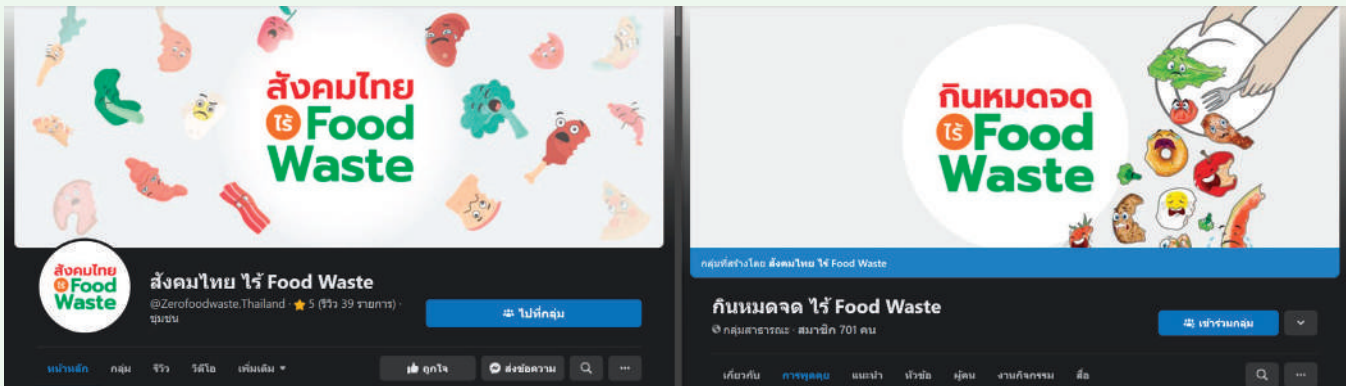 สังคมไทย
ไร้ Food
Waste
สังคมไทย
ไร้ Food
Waste
สังคมไทย ไร้ Food Waste
@Zerofoodwaste.Thailand · 5 (รีวิว 39 รายการ) ·
ชุมชน
ไปที่กลุ่ม
หน้าหลัก กลุ่ม รีวิว วิดีโอ เพิ่มเติม
ถูกใจ ส่งข้อความ
กินหมดจด
ไร้ Food
Waste
กลุ่มที่สร้างโดย สังคมไทย ไร้ Food Waste
กินหมดจด ไร้ Food Waste
กลุ่มสาธารณะ · สมาชิก 701 คน
เข้าร่วมกลุ่ม
เกี่ยวกับ การพูดคุย แนะนำ หัวข้อ ผู้คน งานกิจกรรม สื่อ